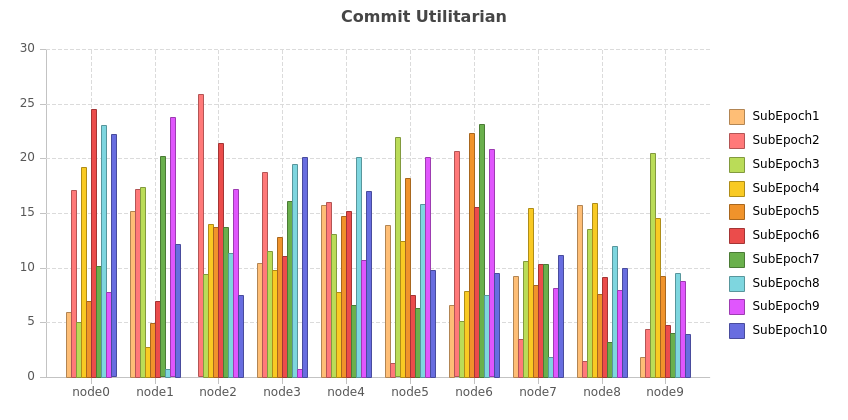 Commit Utilitarian
30
25
20
15
10
5
0
node0 node1 node2 node3 node4 node5 node6 node7 node8 node9
SubEpoch1
SubEpoch2
SubEpoch3
SubEpoch4
SubEpoch5
SubEpoch6
SubEpoch7
SubEpoch8
SubEpoch9
SubEpoch10